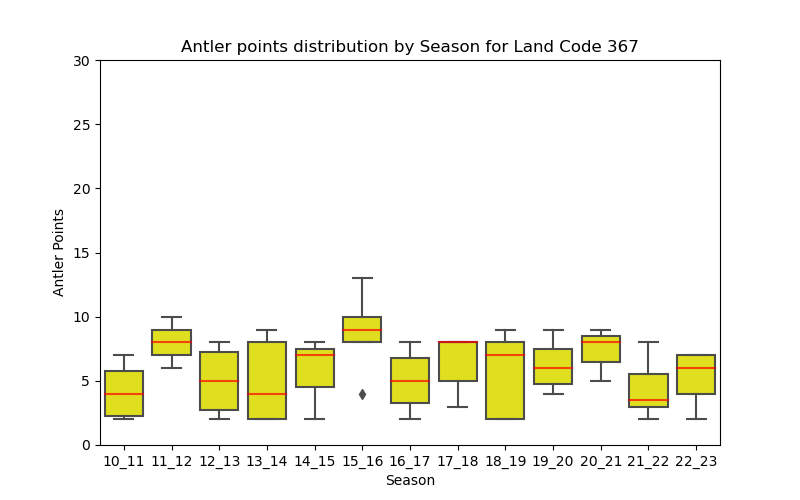 Antler points distribution by Season for Land Code 367
30
25
20
15
10
5
0
Antler Points
10_11 11_12 12_13 13_14 14_15 15_16 16_17 17_18 18_19 19_20 20_21 21_22 22_23
Season